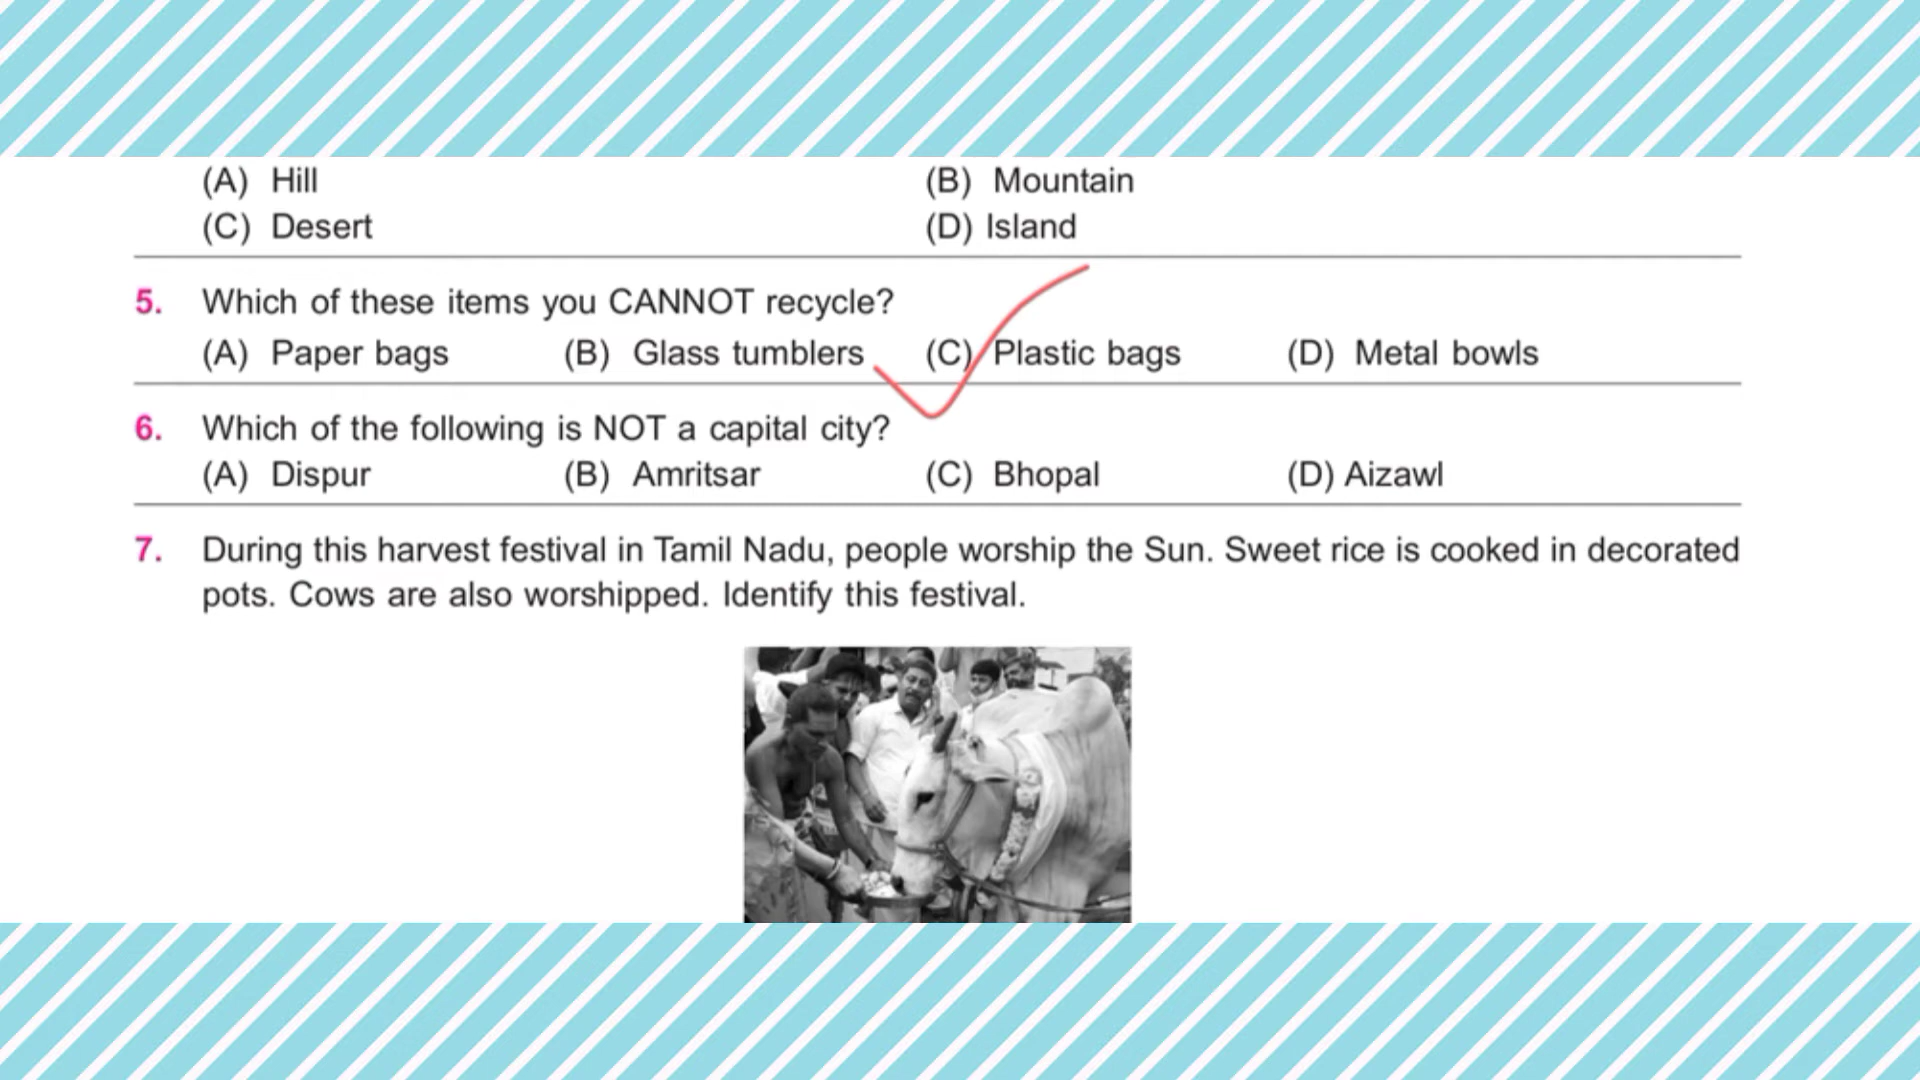 (A) Hill (B) Mountain
(C) Desert (D) Island
5. Which of these items you CANNOT recycle?
(A) Paper bags (B) Glass tumblers (C) Plastic bags (D) Metal bowls
6. Which of the following is NOT a capital city?
(A) Dispur (B) Amritsar (C) Bhopal (D) Aizawl
7. During this harvest festival in Tamil Nadu, people worship the Sun. Sweet rice is cooked in decorated
pots. Cows are also worshipped. Identify this festival.